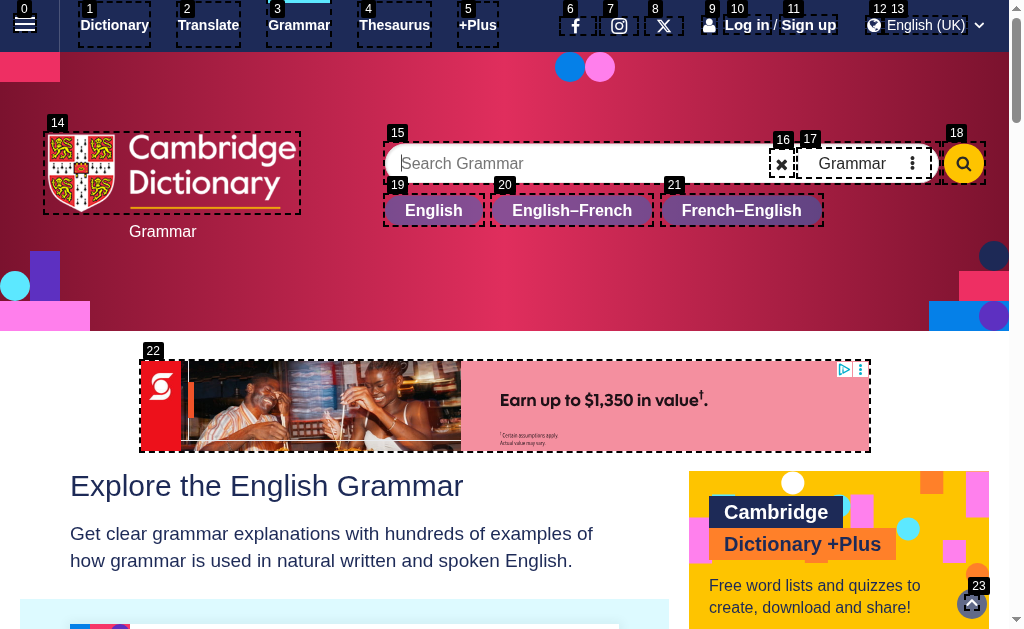 0
1
2
3
4
5
6
7
8
9
10
11
12
13
Dictionary
Translate
Grammar
Thesaurus
+Plus
Log in / Sign up
English (UK)
14
Cambridge
Dictionary
Grammar
15
16
17
18
Search Grammar
Grammar
19
20
21
English
English–French
French–English
22
Earn up to $1,350 in value†.
† Certain assumptions apply.
Actual value may vary.
Explore the English Grammar
Get clear grammar explanations with hundreds of examples of
how grammar is used in natural written and spoken English.
Cambridge
Dictionary +Plus
Free word lists and quizzes to
create, download and share!
23